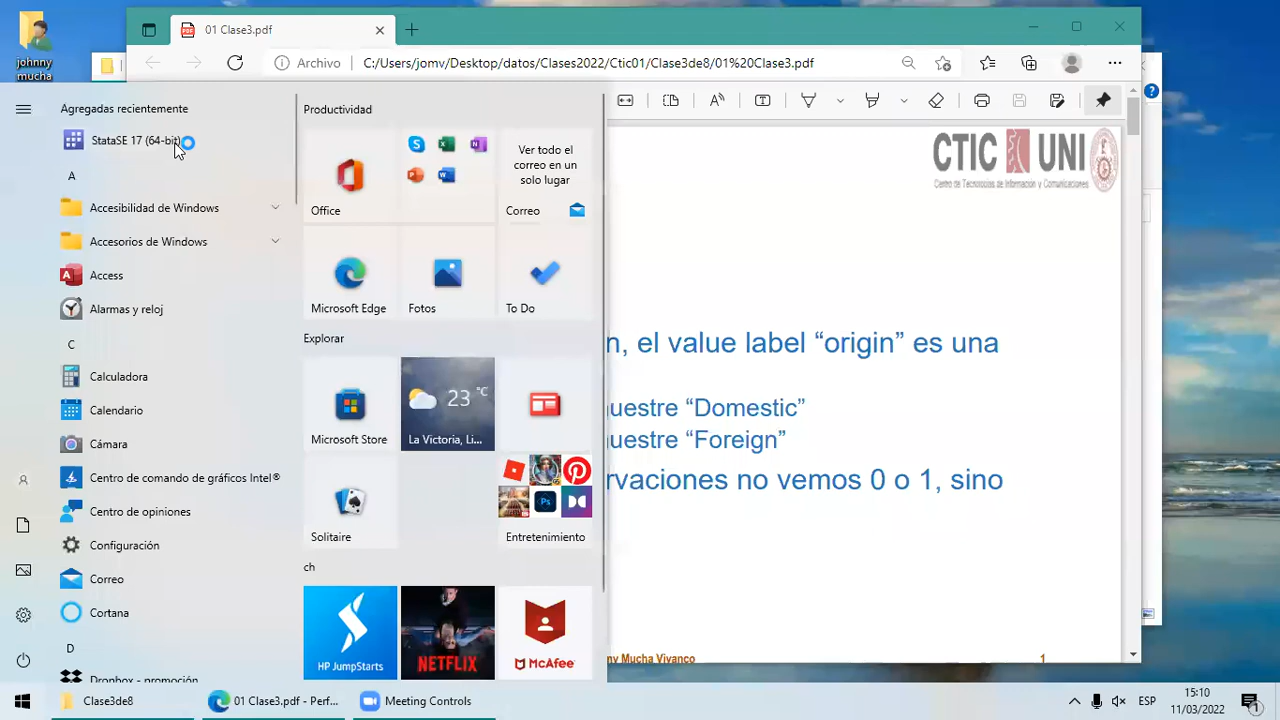 johnny
mucha
01 Clase3.pdf
Archivo
C:/Users/jomv/Desktop/datos/Clases2022/Ctic01/Clase3de8/01%20Clase3.pdf
Agregadas recientemente
StataSE 17 (64-bit)
A
Accesibilidad de Windows
Accesorios de Windows
Access
Alarmas y reloj
C
Calculadora
Calendario
Cámara
Centro de comando de gráficos Intel®
Centro de opiniones
Configuración
Correo
Cortana
D
Dropbox - promoción
Productividad
Office
Ver todo el
correo en un
solo lugar
Correo
Microsoft Edge
Fotos
To Do
Explorar
Microsoft Store
23 °C
La Victoria, Li...
Solitaire
Ps
Entretenimiento
ch
HP JumpStarts
NETFLIX
McAfee
CTIC UNI
Centro de Tecnologías de Información y Comunicaciones
n, el value label “origin” es una
uestre “Domestic”
uestre “Foreign”
rvaciones no vemos 0 o 1, sino
ny Mucha Vivanco
1
Clase3de8
01 Clase3.pdf - Perf...
Meeting Controls
ESP
15:10
11/03/2022
1